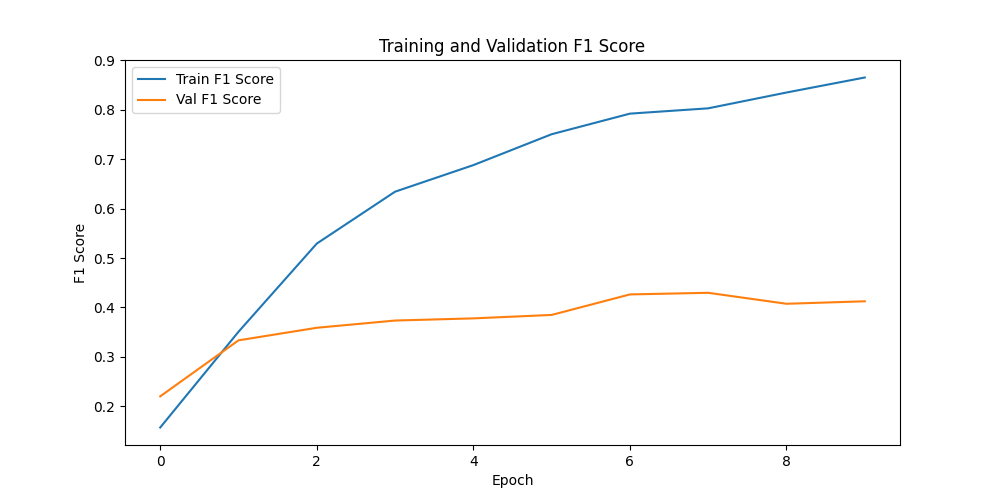 Training and Validation F1 Score
Train F1 Score
Val F1 Score
0.9
0.8
0.7
0.6
0.5
0.4
0.3
0.2
F1 Score
0 2 4 6 8
Epoch